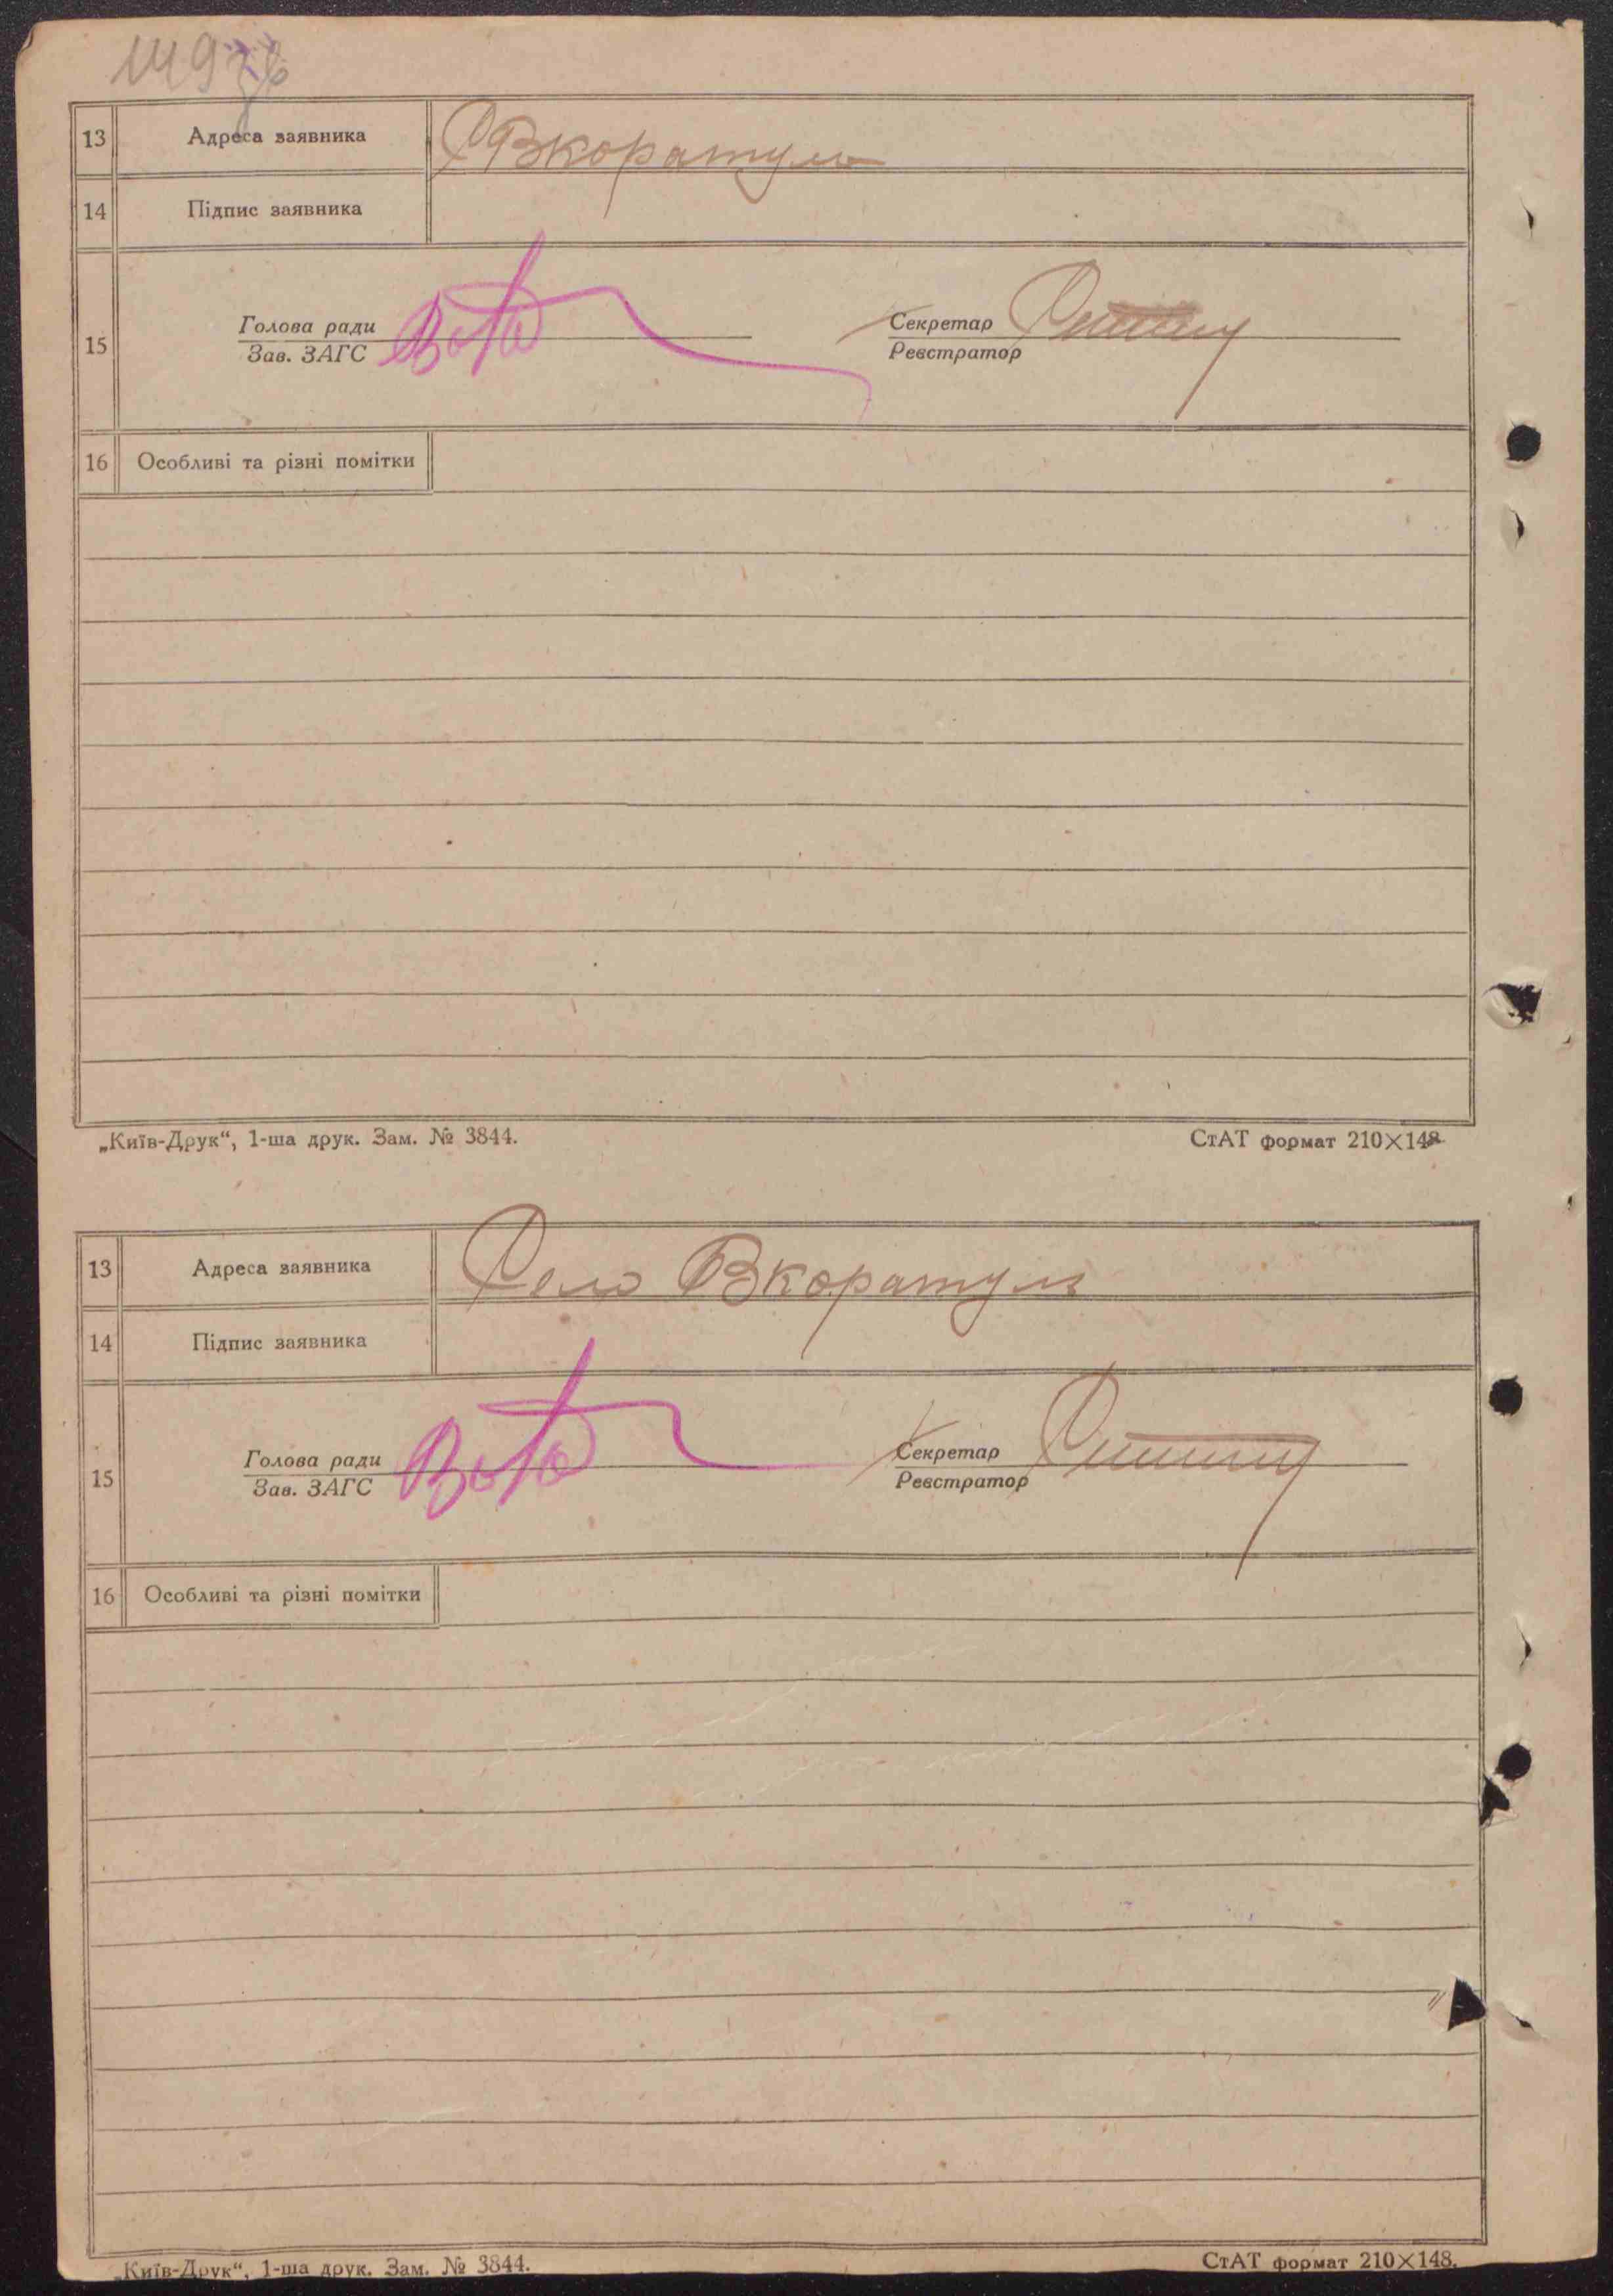 13 Адреса заявника С Вкоратуль
14 Підпис заявника
15 Голова ради Секретар
Зав. ЗАГС Реєстратор
16 Особливі та різні помітки
„Київ-Друк“, 1-ша друк. Зам. № 3844. СтАТ формат 210×148
13 Адреса заявника Село Вкоратуль
14 Підпис заявника
15 Голова ради Секретар
Зав. ЗАГС Реєстратор
16 Особливі та різні помітки
„Київ-Друк“, 1-ша друк. Зам. № 3844. СтАТ формат 210×148.